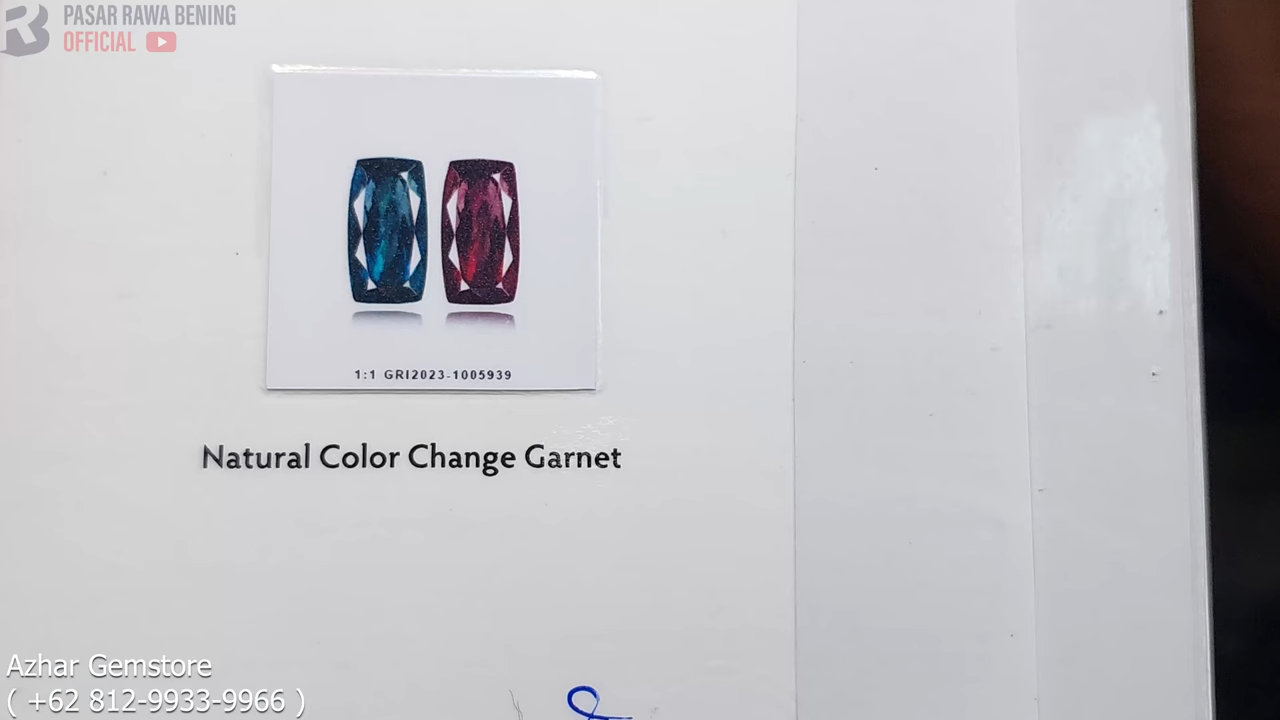 PASAR RAWA BENING
OFFICIAL
1:1 GRI2023-1005939
Natural Color Change Garnet
Azhar Gemstore
( +62 812-9933-9966 )